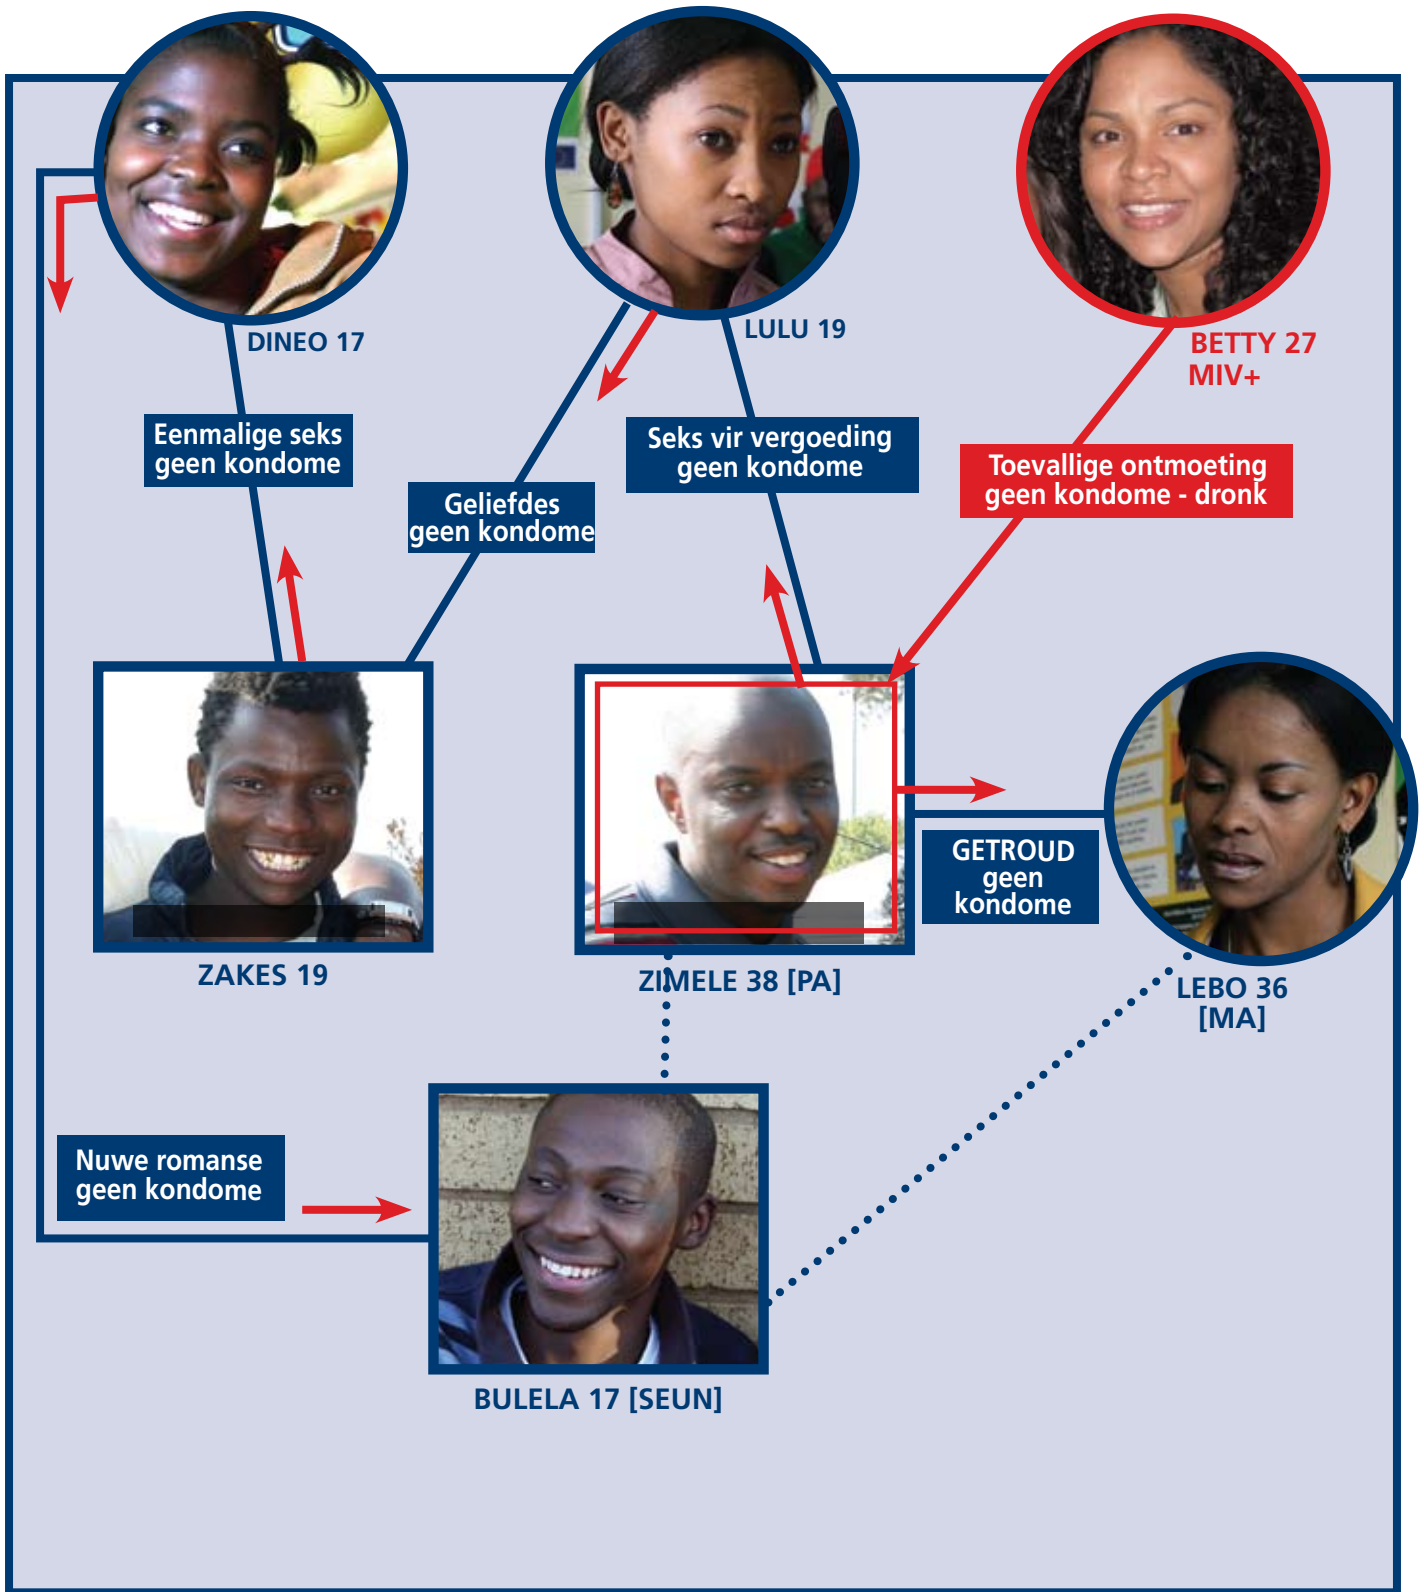 DINEO 17
LULU 19
BETTY 27
MIV+
Eenmalige seks
geen kondome
Geliefdes
geen kondome
Seks vir vergoeding
geen kondome
Toevallige ontmoeting
geen kondome - dronk
ZAKES 19
ZIMELE 38 [PA]
GETROUD
geen
kondome
LEBO 36
[MA]
Nuwe romanse
geen kondome
BULELA 17 [SEUN]